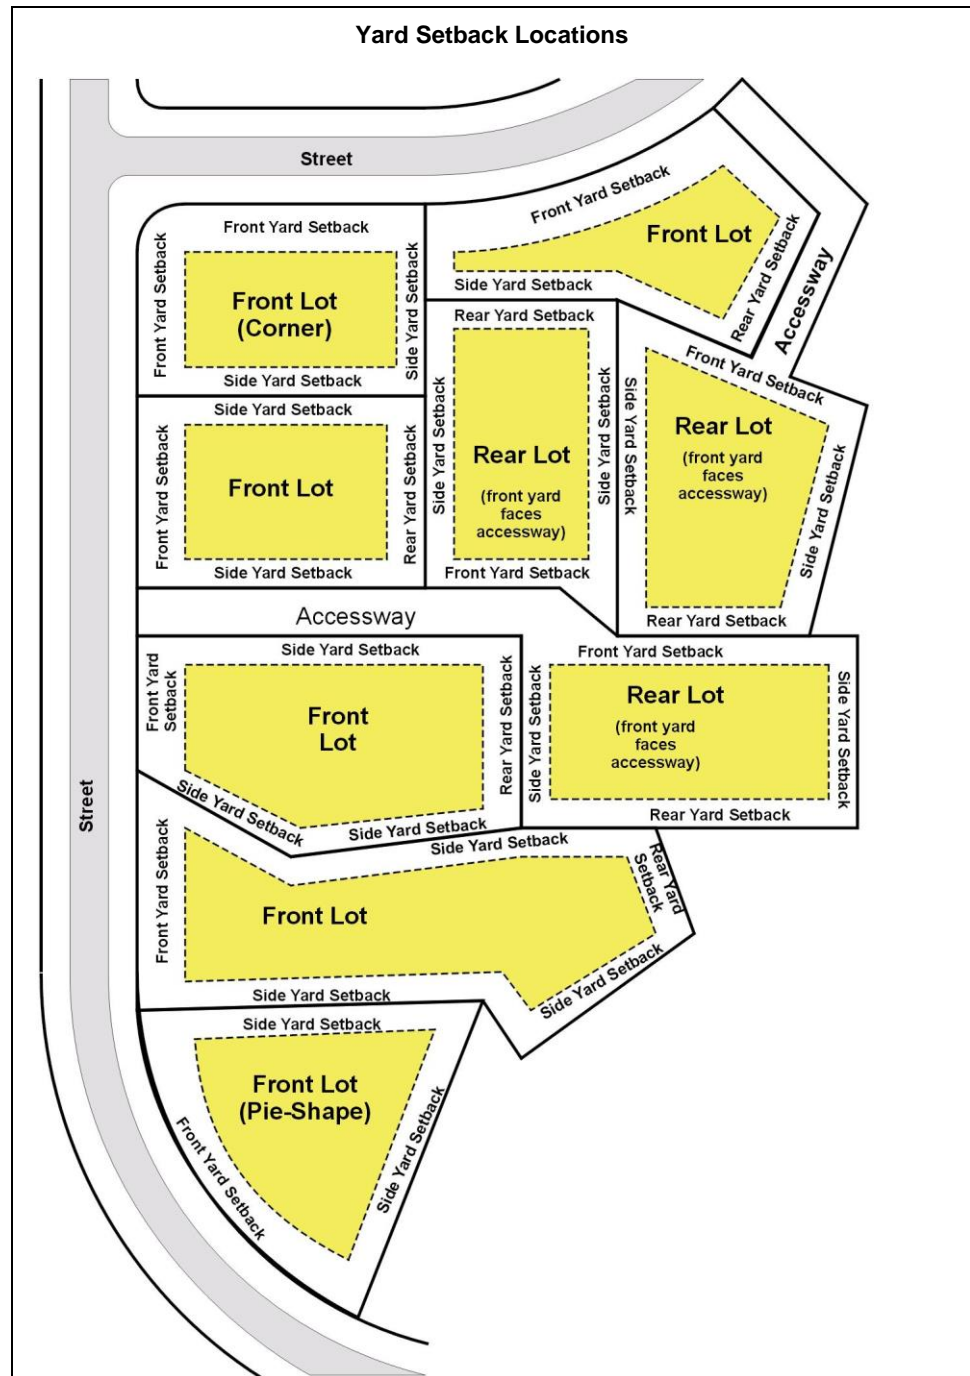 Yard Setback Locations
Street
Front Yard Setback
Front Yard Setback
Front Lot
(Corner)
Side Yard Setback
Side Yard Setback
Front Yard Setback
Front Lot
Side Yard Setback
Rear Yard Setback
Accessway
Side Yard Setback
Front Yard Setback
Front Lot
Rear Yard Setback
Side Yard Setback
Rear Yard Setback
Side Yard Setback
Rear Lot
(front yard
faces
accessway)
Side Yard Setback
Front Yard Setback
Front Yard Setback
Side Yard Setback
Rear Lot
(front yard
faces
accessway)
Side Yard Setback
Rear Yard Setback
Accessway
Side Yard Setback
Front Yard
Setback
Front
Lot
Rear Yard Setback
Side Yard Setback
Side Yard Setback
Front Yard Setback
Side Yard Setback
Rear Lot
(front yard
faces
accessway)
Side Yard Setback
Rear Yard Setback
Street
Side Yard Setback
Front Yard Setback
Front Lot
Rear Yard
Setback
Side Yard Setback
Side Yard Setback
Side Yard Setback
Front Lot
(Pie-Shape)
Front Yard Setback
Side Yard Setback